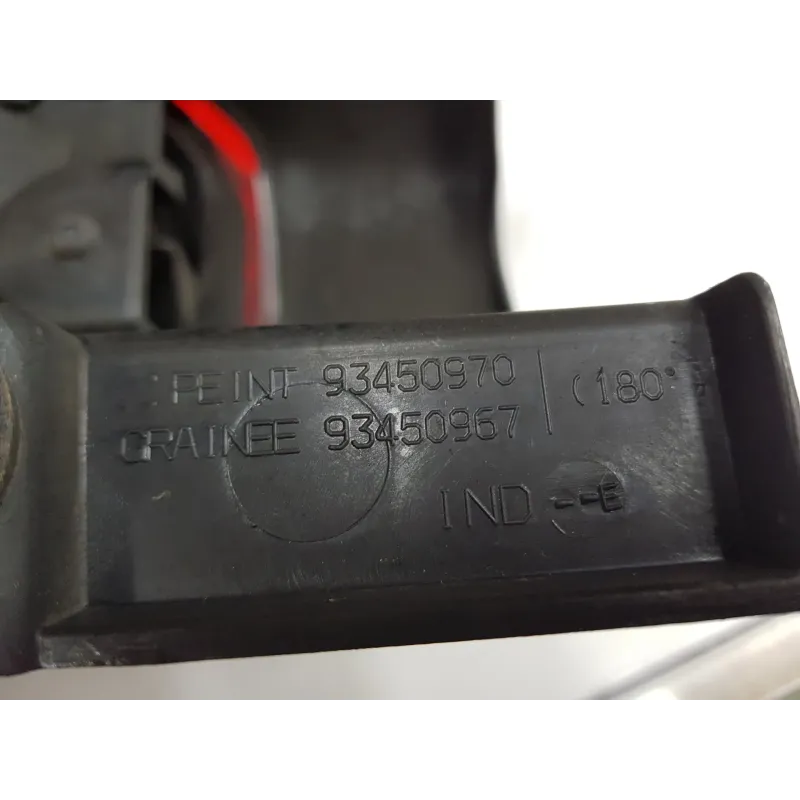 : PEINT 93450970 | (180°
GRAINEE 93450967
IND --E